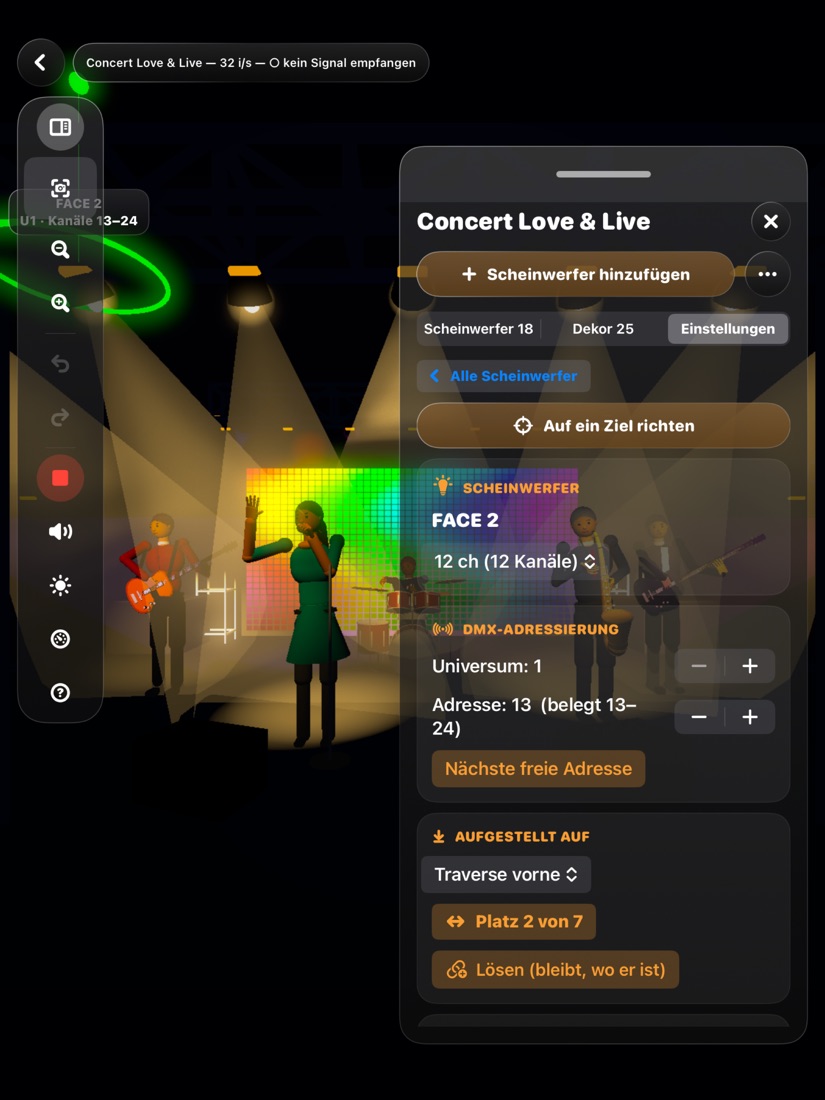 Concert Love & Live — 32 i/s — O kein Signal empfangen
FACE 2
U1 · Kanäle 13–24
Concert Love & Live
+ Scheinwerfer hinzufügen
Scheinwerfer 18
Dekor 25
Einstellungen
Alle Scheinwerfer
Auf ein Ziel richten
SCHEINWERFER
FACE 2
12 ch (12 Kanäle)
DMX-ADRESSIERUNG
Universum: 1
Adresse: 13 (belegt 13–
24)
Nächste freie Adresse
AUFGESTELLT AUF
Traverse vorne
Platz 2 von 7
Lösen (bleibt, wo er ist)